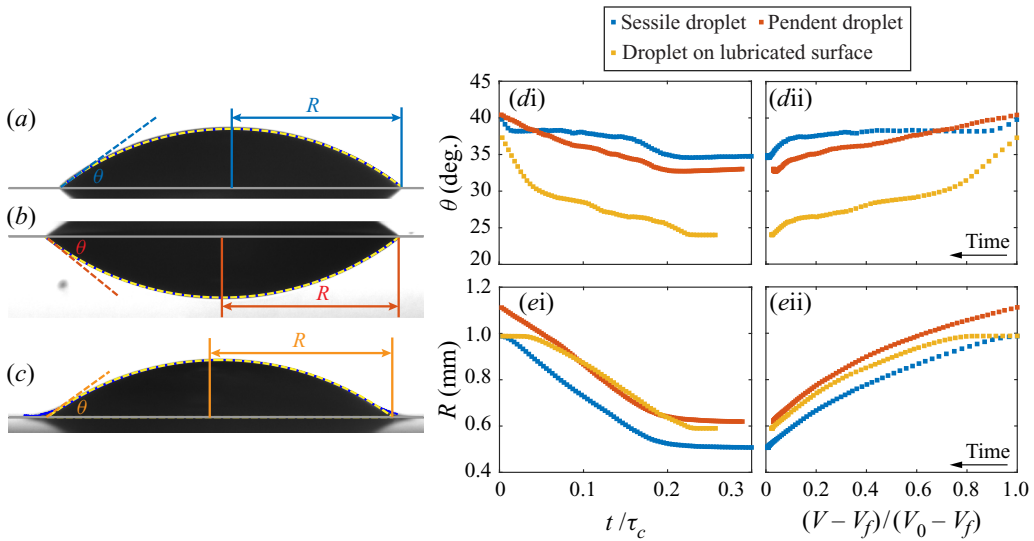 Sessile droplet Pendent droplet
Droplet on lubricated surface
(a)
R
θ
(b)
θ
R
(c)
R
θ
45
40
35
30
25
20
θ (deg.)
(di)
(dii)
Time
1.2
1.0
0.8
0.6
0.4
R (mm)
(ei)
(eii)
Time
0 0.1 0.2 0.3
0 0.2 0.4 0.6 0.8 1.0
t/τc
(V – Vf)/(V0 – Vf)